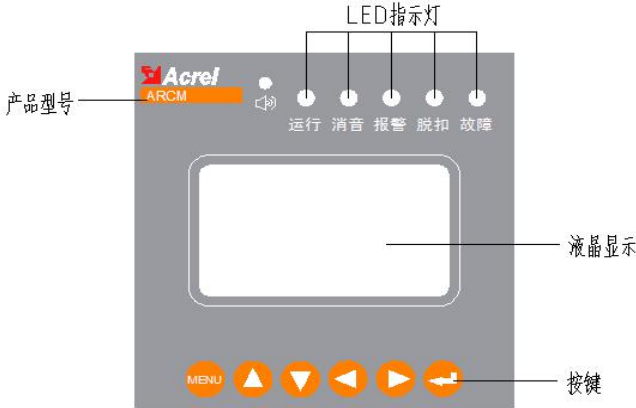 LED指示灯
Acrel
ARCM
产品型号
运行 消音 报警 脱扣 故障
液晶显示
MENU
按键